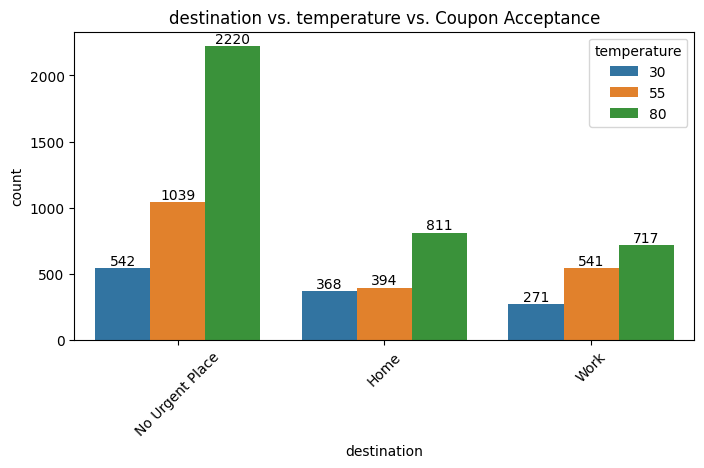 destination vs. temperature vs. Coupon Acceptance
temperature
30
55
80
count
2000
1500
1000
500
0
542
1039
2220
368
394
811
271
541
717
No Urgent Place
Home
Work
destination